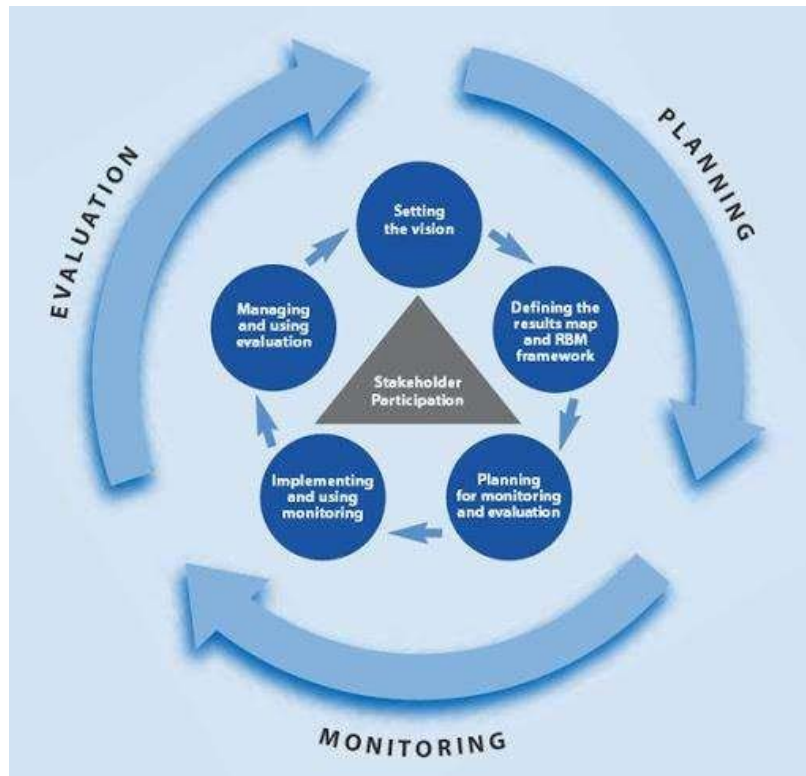 EVALUATION
PLANNING
Setting
the vision
Defining the
results map
and RBM
framework
Planning
for monitoring
and evaluation
Implementing
and using
monitoring
Managing
and using
evaluation
Stakeholder
Participation
MONITORING